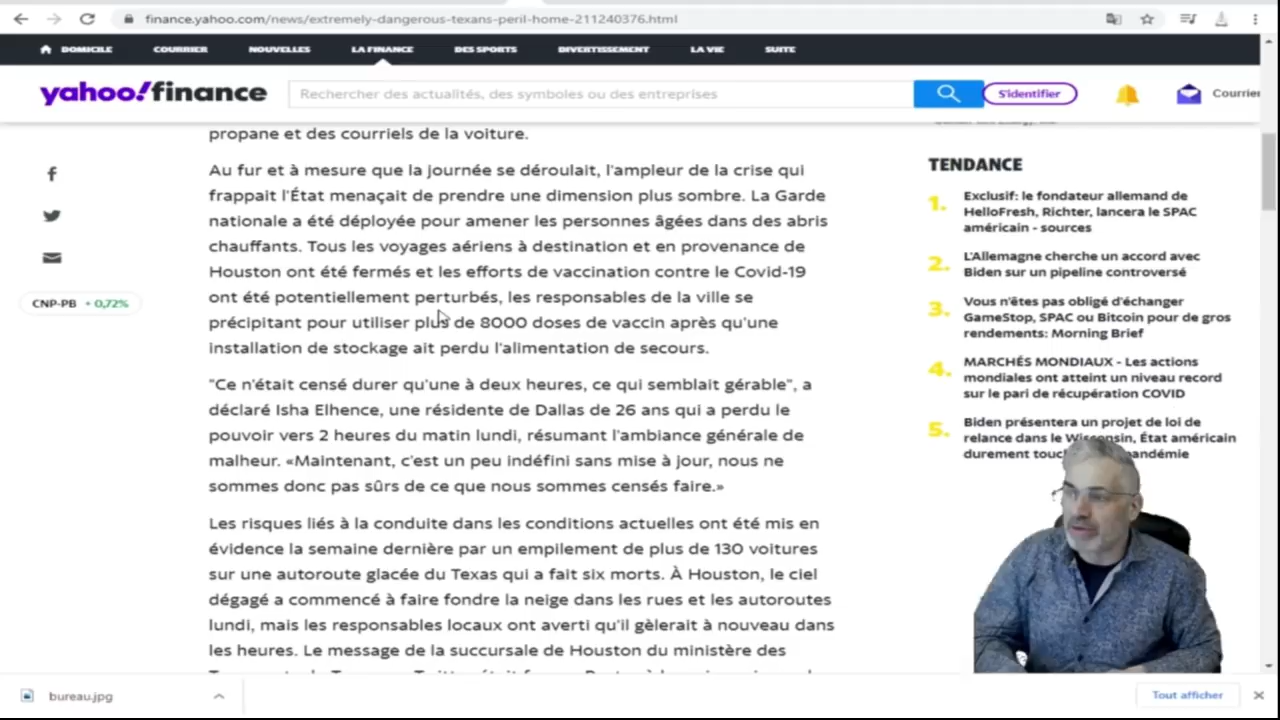 finance.yahoo.com/news/extremely-dangerous-texans-peril-home-211240376.html
DOMICILE COURRIER NOUVELLES LA FINANCE DES SPORTS DIVERTISSEMENT LA VIE SUITE
yahoo!finance
Rechercher des actualités, des symboles ou des entreprises
S'identifier
Courrier
propane et des courriels de la voiture.
Au fur et à mesure que la journée se déroulait, l'ampleur de la crise qui
frappait l'État menaçait de prendre une dimension plus sombre. La Garde
nationale a été déployée pour amener les personnes âgées dans des abris
chauffants. Tous les voyages aériens à destination et en provenance de
Houston ont été fermés et les efforts de vaccination contre le Covid-19
ont été potentiellement perturbés, les responsables de la ville se
précipitant pour utiliser plus de 8000 doses de vaccin après qu'une
installation de stockage ait perdu l'alimentation de secours.
"Ce n'était censé durer qu'une à deux heures, ce qui semblait gérable", a
déclaré Isha Elhence, une résidente de Dallas de 26 ans qui a perdu le
pouvoir vers 2 heures du matin lundi, résumant l'ambiance générale de
malheur. «Maintenant, c'est un peu indéfini sans mise à jour, nous ne
sommes donc pas sûrs de ce que nous sommes censés faire.»
Les risques liés à la conduite dans les conditions actuelles ont été mis en
évidence la semaine dernière par un empilement de plus de 130 voitures
sur une autoroute glacée du Texas qui a fait six morts. À Houston, le ciel
dégagé a commencé à faire fondre la neige dans les rues et les autoroutes
lundi, mais les responsables locaux ont averti qu'il gèlerait à nouveau dans
les heures. Le message de la succursale de Houston du ministère des
CNP-PB + 0,72%
TENDANCE
1. Exclusif: le fondateur allemand de
HelloFresh, Richter, lancera le SPAC
américain - sources
2. L'Allemagne cherche un accord avec
Biden sur un pipeline controversé
3. Vous n'êtes pas obligé d'échanger
GameStop, SPAC ou Bitcoin pour de gros
rendements: Morning Brief
4. MARCHÉS MONDIAUX - Les actions
mondiales ont atteint un niveau record
sur le pari de récupération COVID
5. Biden présentera un projet de loi de
relance dans le Wisconsin, État américain
durement pandémie
bureau.jpg
Tout afficher